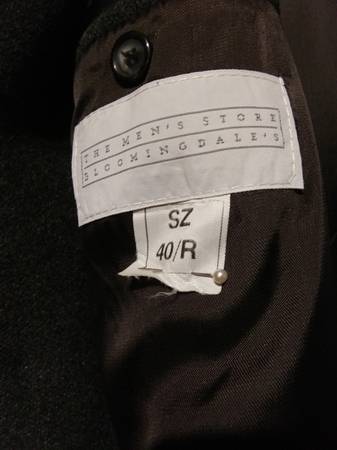 THE MEN'S STORE
BLOOMINGDALE'S
SZ
40/R